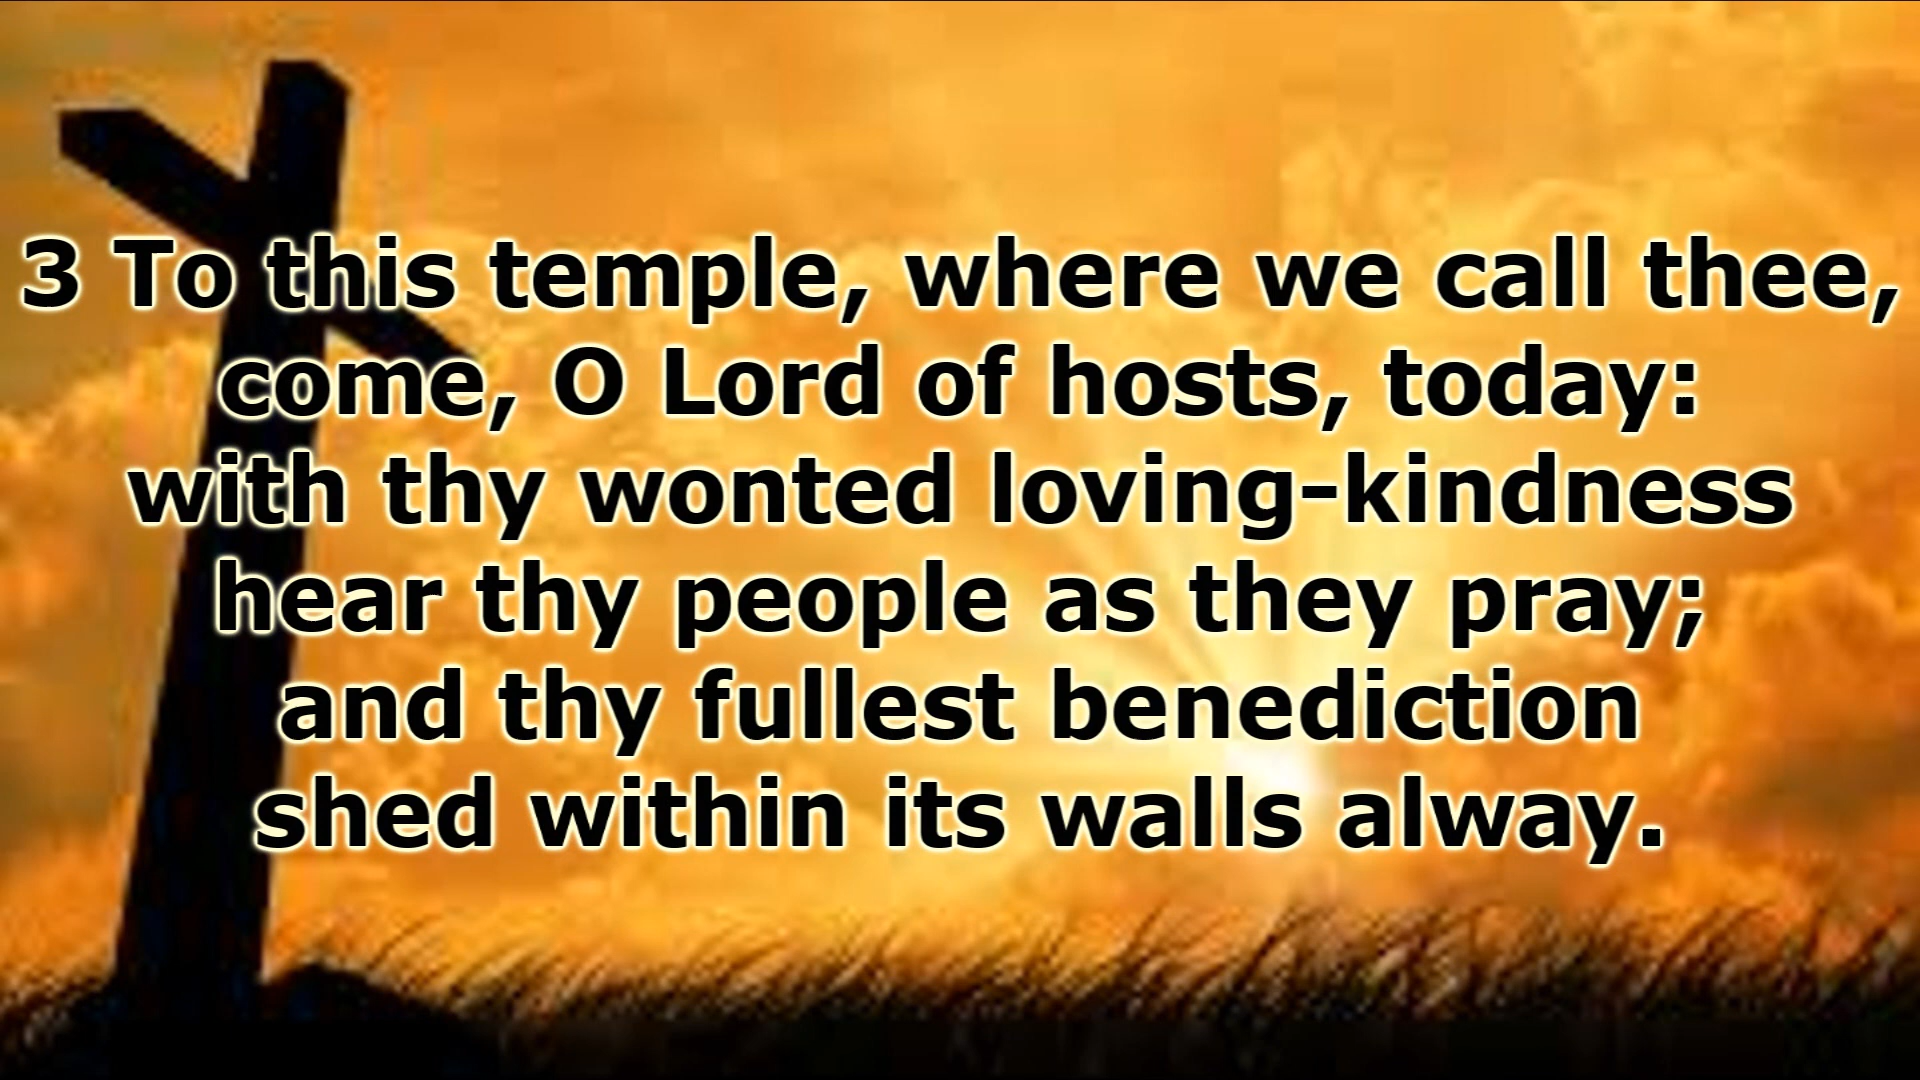 3 To this temple, where we call thee,
come, O Lord of hosts, today:
with thy wonted loving-kindness
hear thy people as they pray;
and thy fullest benediction
shed within its walls alway.